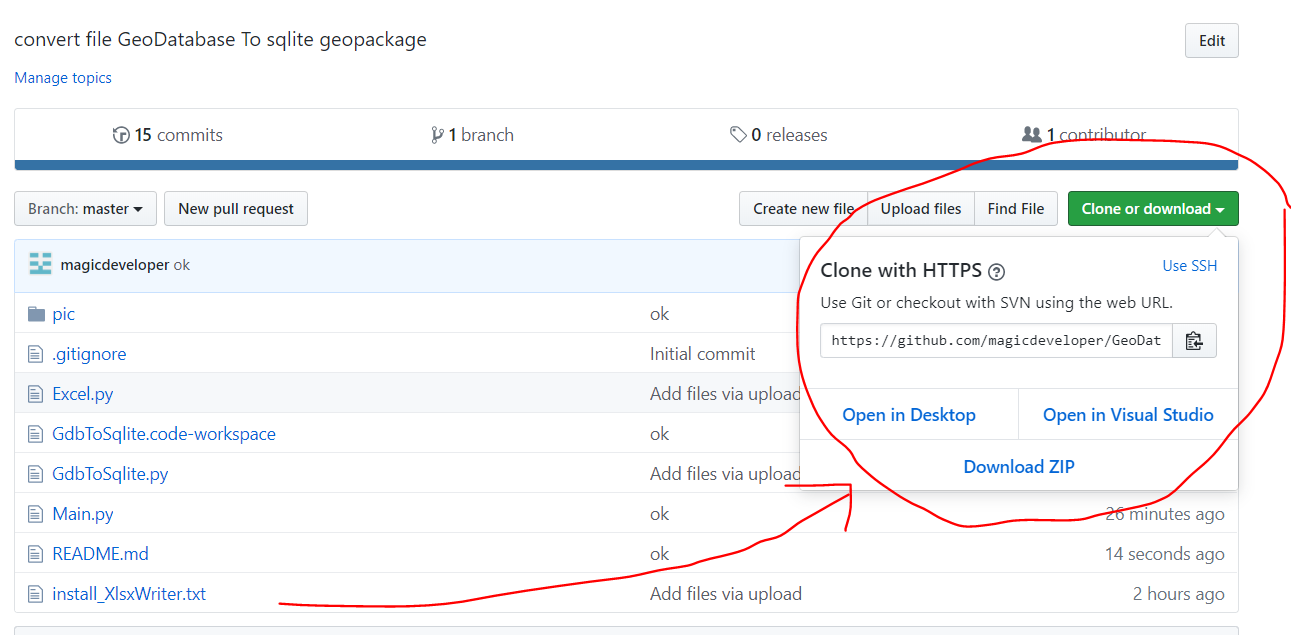 convert file GeoDatabase To sqlite geopackage
Edit
Manage topics
15 commits
1 branch
0 releases
1 contributor
Branch: master
New pull request
Create new file
Upload files
Find File
Clone or download
magicdeveloper ok
Clone with HTTPS
Use SSH
Use Git or checkout with SVN using the web URL.
https://github.com/magicdeveloper/GeoDat
Open in Desktop
Open in Visual Studio
Download ZIP
pic ok
.gitignore Initial commit
Excel.py Add files via upload
GdbToSqlite.code-workspace ok
GdbToSqlite.py Add files via upload
Main.py ok 26 minutes ago
README.md ok 14 seconds ago
install_XlsxWriter.txt Add files via upload 2 hours ago